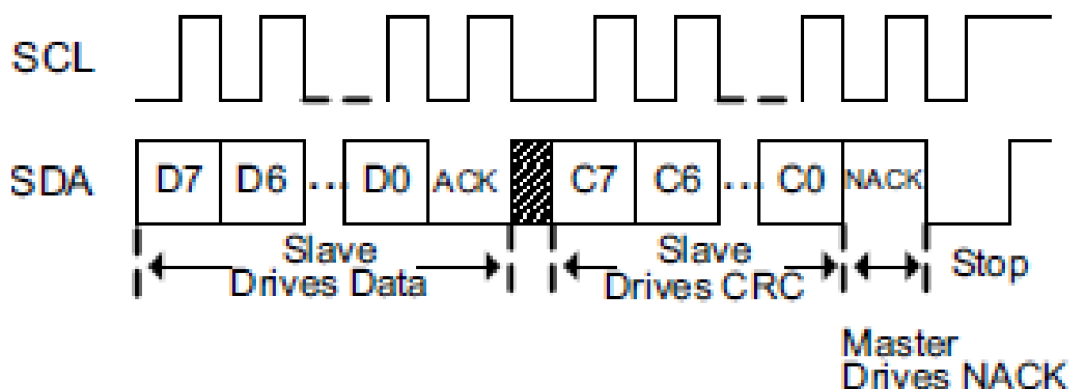 SCL
SDA D7 D6 ... D0 ACK C7 C6 ... C0 NACK
Slave Drives Data
Slave Drives CRC
Stop
Master Drives NACK